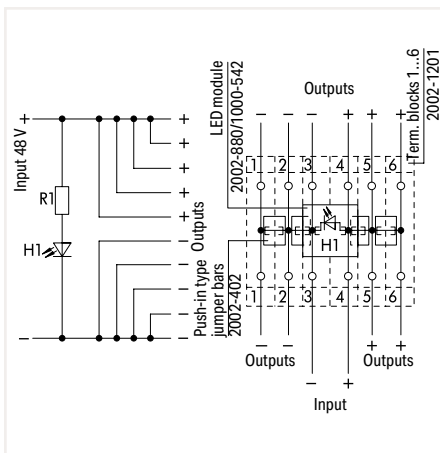 Input 48 V
+
−
R1
H1
+
+
+
+
−
−
−
−
Outputs
Push-in type
jumper bars
2002-402
LED module
2002-880/1000-542
Term. blocks 1...6
2002-1201
Outputs
− − − + + +
1 2 3 4 5 6
H1
1 2 3 4 5 6
− − + +
Outputs Outputs
− +
Input